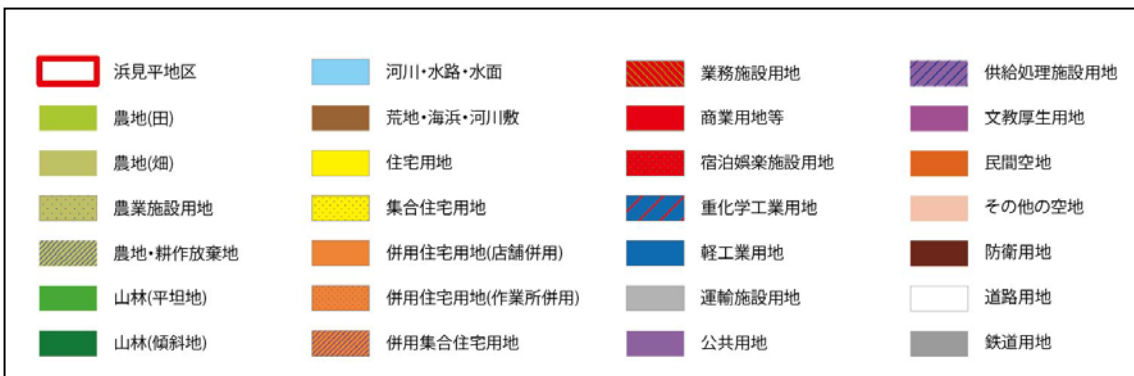 浜見平地区
農地(田)
農地(畑)
農業施設用地
農地・耕作放棄地
山林(平坦地)
山林(傾斜地)
河川・水路・水面
荒地・海浜・河川敷
住宅用地
集合住宅用地
併用住宅用地(店舗併用)
併用住宅用地(作業所併用)
併用集合住宅用地
業務施設用地
商業用地等
宿泊娯楽施設用地
重化学工業用地
軽工業用地
運輸施設用地
公共用地
供給処理施設用地
文教厚生用地
民間空地
その他の空地
防衛用地
道路用地
鉄道用地